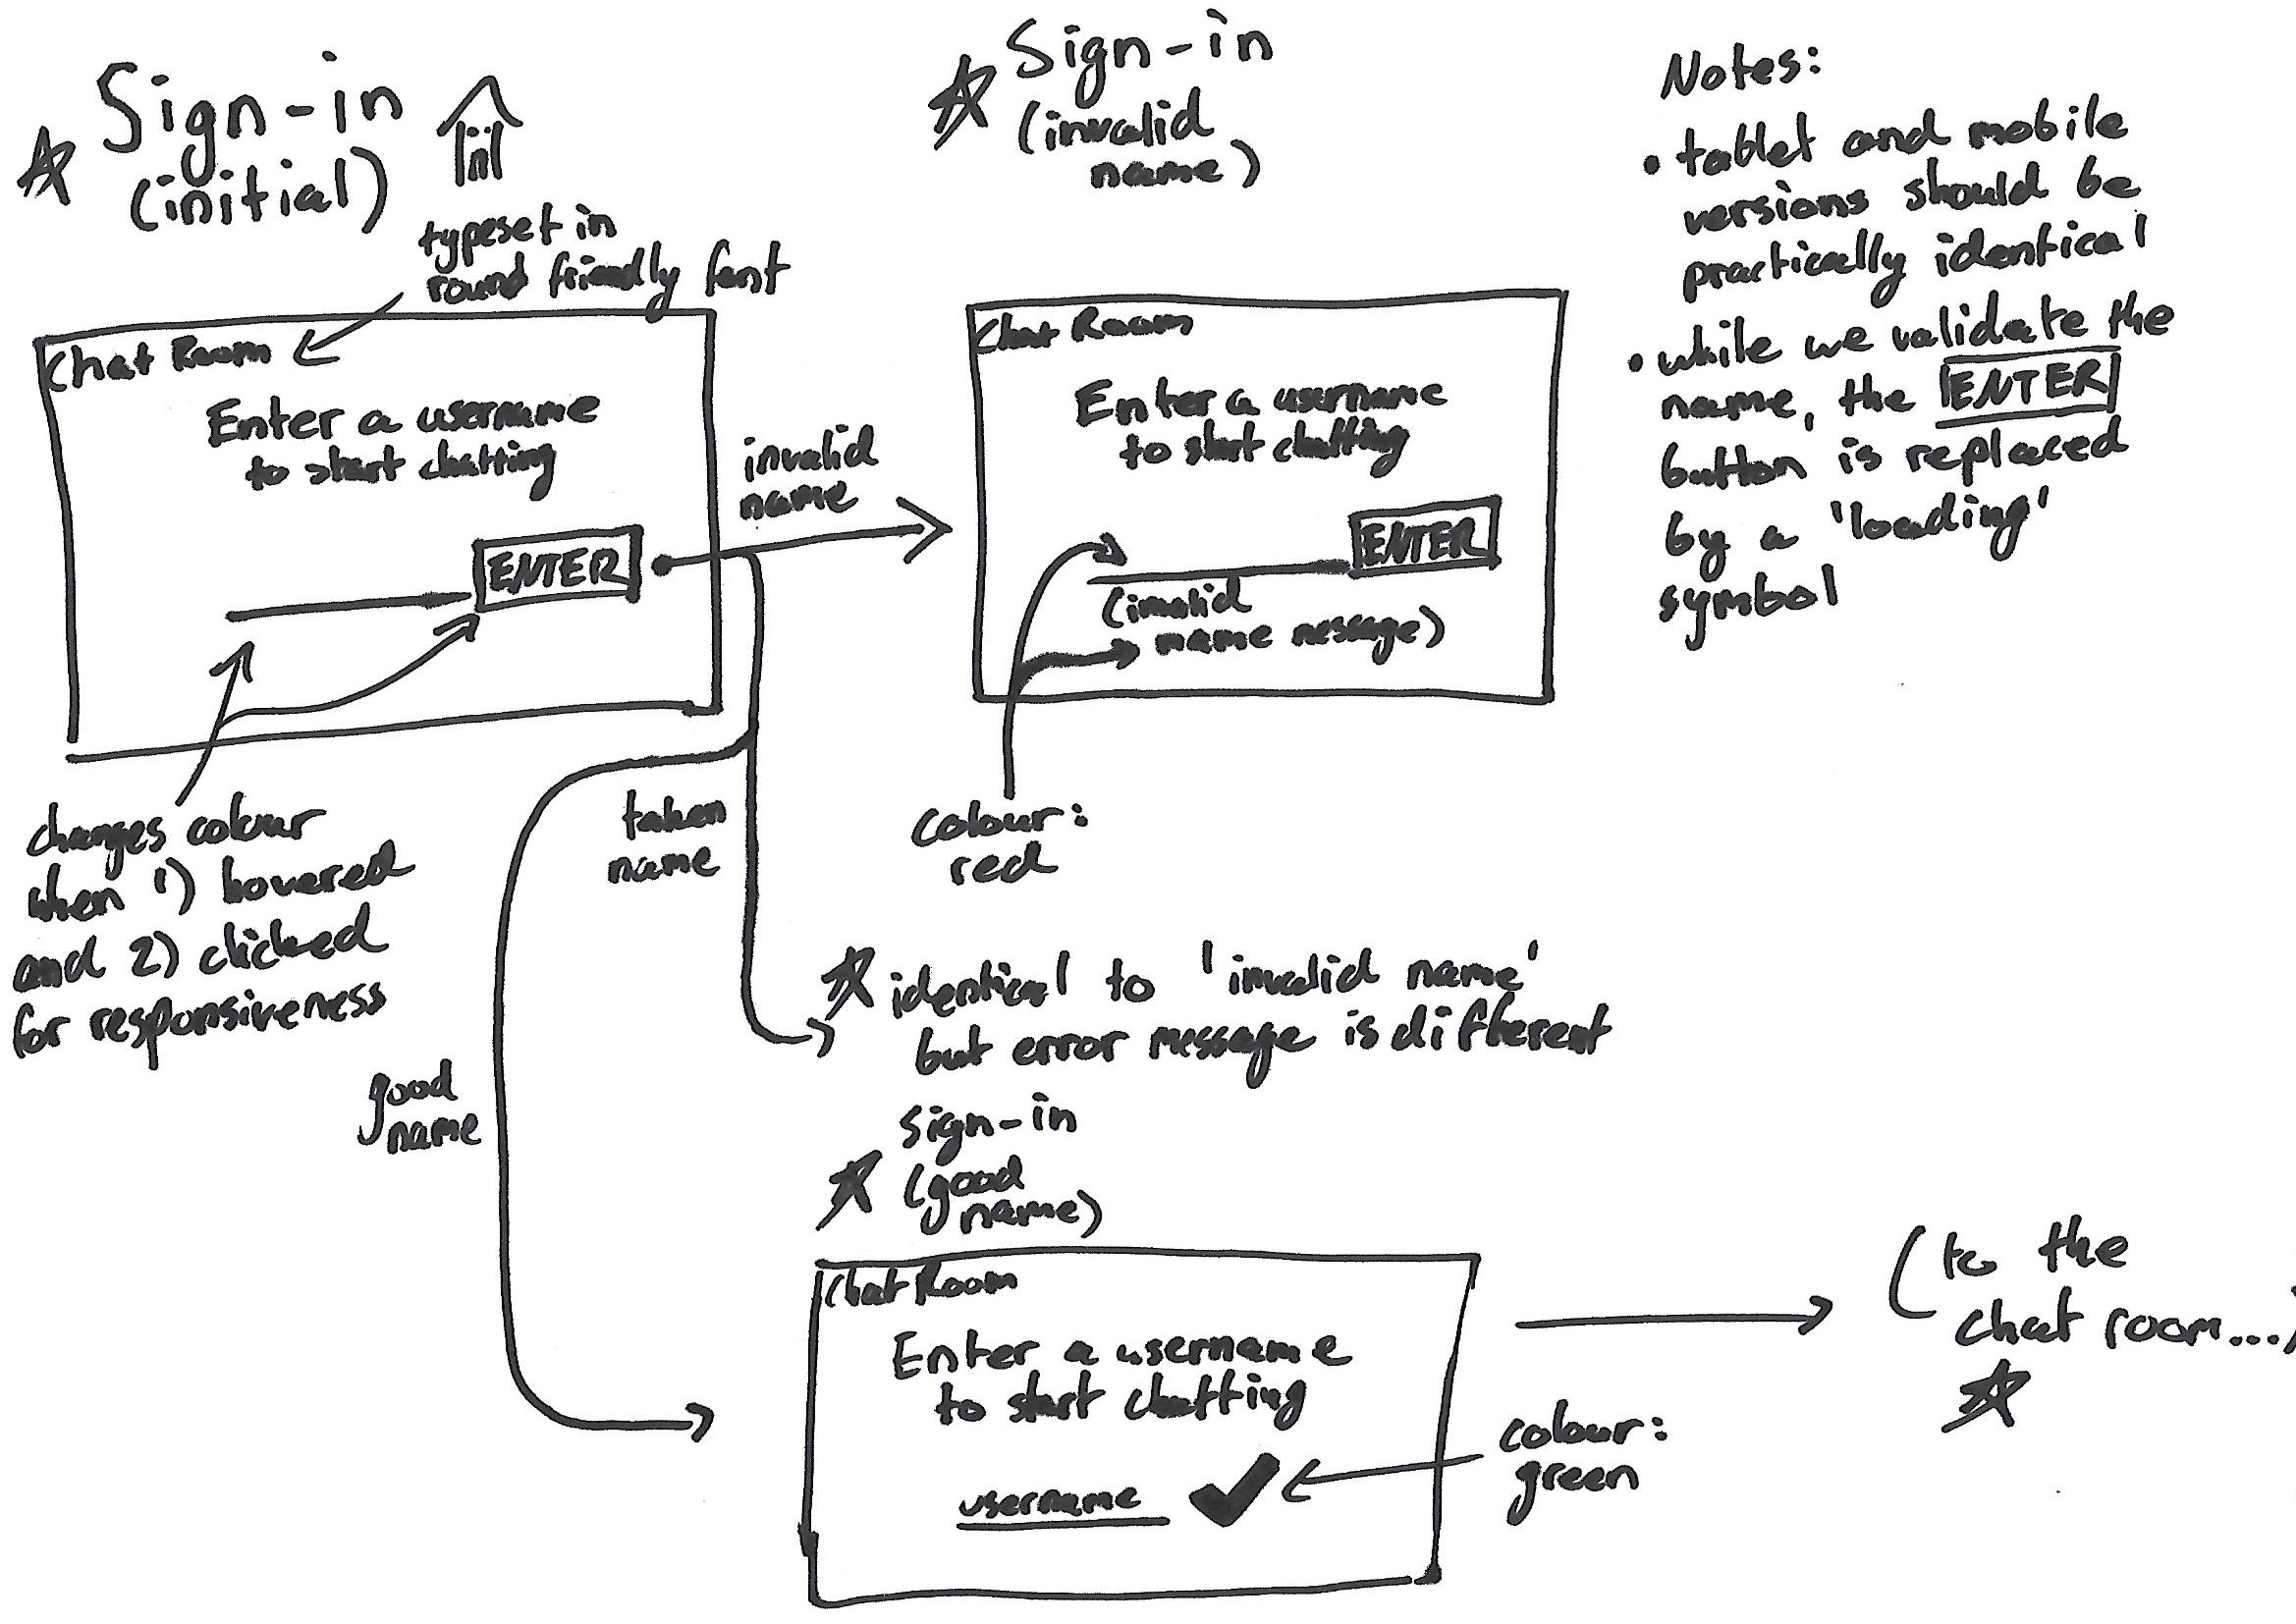 Sign-in
(initial)
typeset in
round friendly font
Chat Room
Enter a username
to start chatting
ENTER
changes colour
when 1) hovered
and 2) clicked
for responsiveness
invalid
name
taken
name
good
name
Sign-in
(invalid
name)
Chat Room
Enter a username
to start chatting
ENTER
(invalid
name message)
colour:
red
identical to 'invalid name'
but error message is different
sign-in
(good
name)
Chat Room
Enter a username
to start chatting
username
colour:
green
(to the
chat room...)
Notes:
• tablet and mobile
versions should be
practically identical
• while we validate the
name, the ENTER
button is replaced
by a 'loading'
symbol